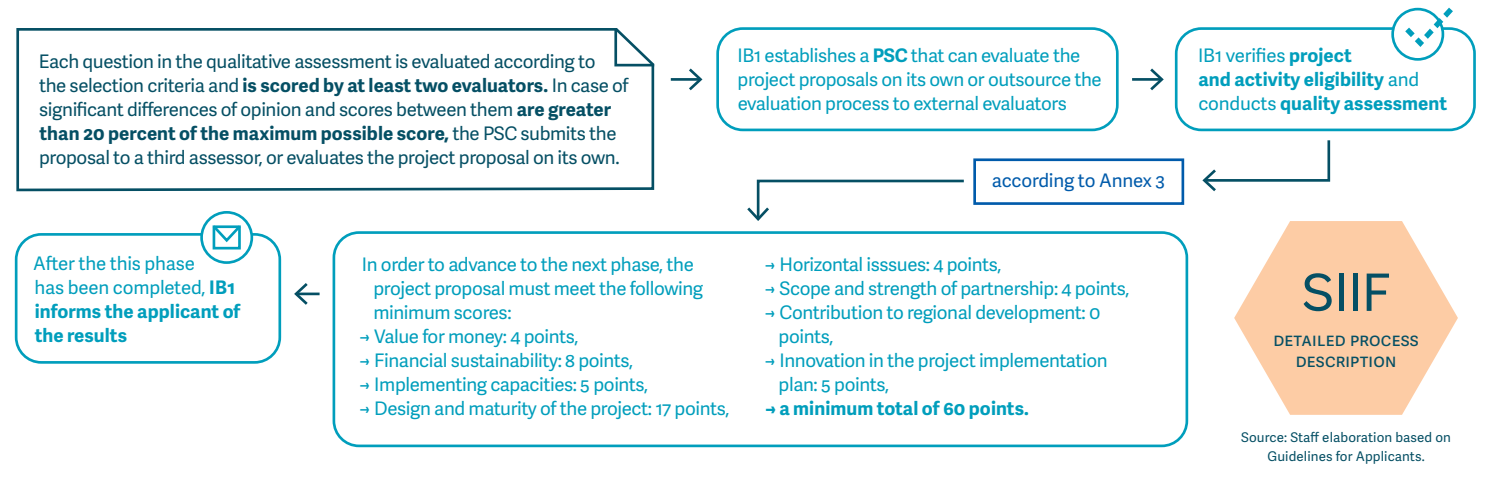 Each question in the qualitative assessment is evaluated according to
the selection criteria and is scored by at least two evaluators. In case of
significant differences of opinion and scores between them are greater
than 20 percent of the maximum possible score, the PSC submits the
proposal to a third assessor, or evaluates the project proposal on its own.
IB1 establishes a PSC that can evaluate the
project proposals on its own or outsource the
evaluation process to external evaluators
IB1 verifies project
and activity eligibility and
conducts quality assessment
according to Annex 3
In order to advance to the next phase, the
project proposal must meet the following
minimum scores:
→ Value for money: 4 points,
→ Financial sustainability: 8 points,
→ Implementing capacities: 5 points,
→ Design and maturity of the project: 17 points,
→ Horizontal isssues: 4 points,
→ Scope and strength of partnership: 4 points,
→ Contribution to regional development: 0
points,
→ Innovation in the project implementation
plan: 5 points,
→ a minimum total of 60 points.
After the this phase
has been completed, IB1
informs the applicant of
the results
SIIF
DETAILED PROCESS
DESCRIPTION
Source: Staff elaboration based on
Guidelines for Applicants.